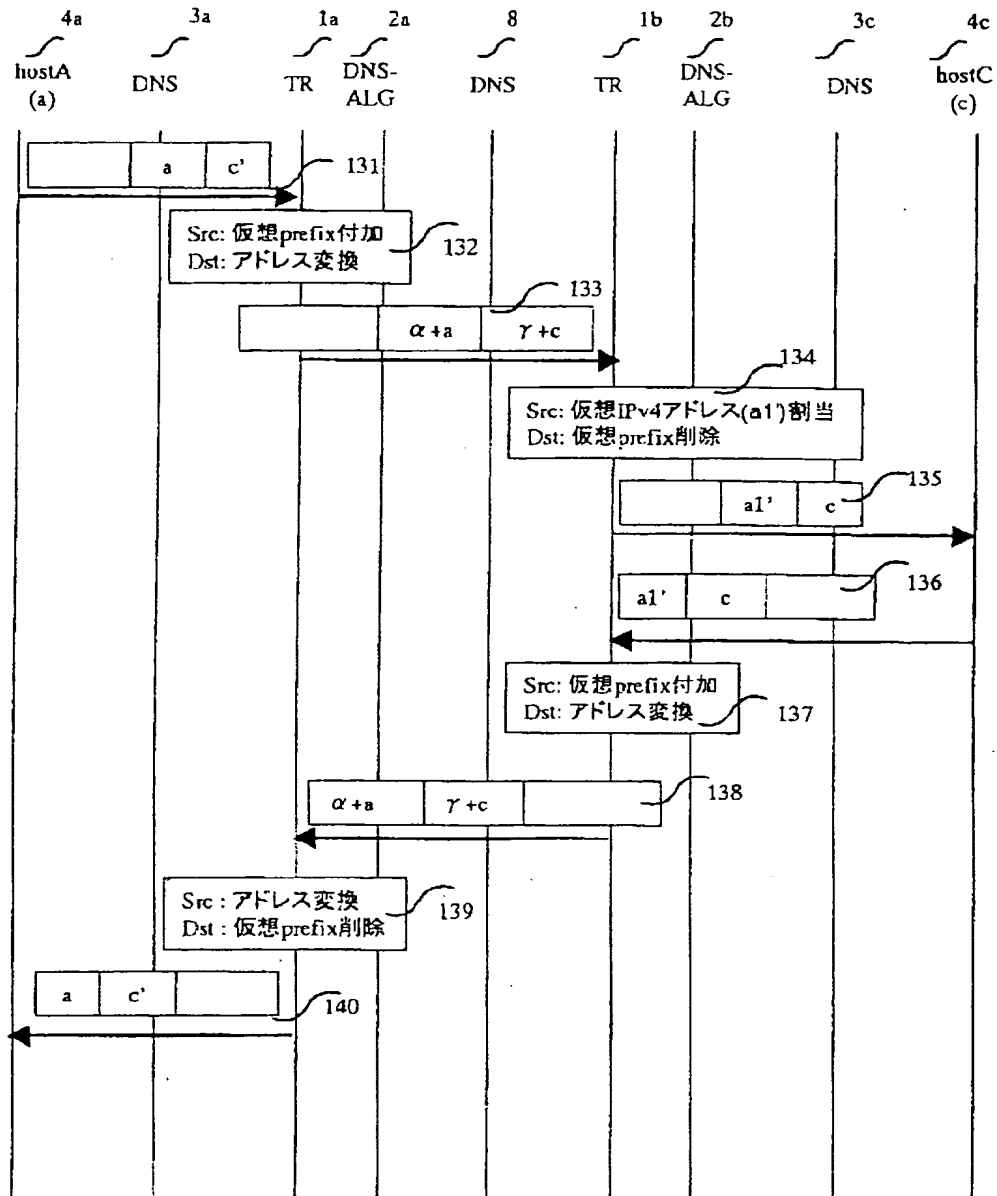 4a 3a 1a 2a 8 1b 2b 3c 4c
hostA
(a)
DNS
TR
DNS-
ALG
DNS
TR
DNS-
ALG
DNS
hostC
(c)
a c'
131
Src: 仮想prefix付加
Dst: アドレス変換
132
133
α+a γ+c
134
Src: 仮想IPv4アドレス(a1')割当
Dst: 仮想prefix削除
135
a1' c
136
a1' c
Src: 仮想prefix付加
Dst: アドレス変換
137
α+a γ+c
138
Src : アドレス変換
Dst : 仮想prefix削除
139
a c'
140